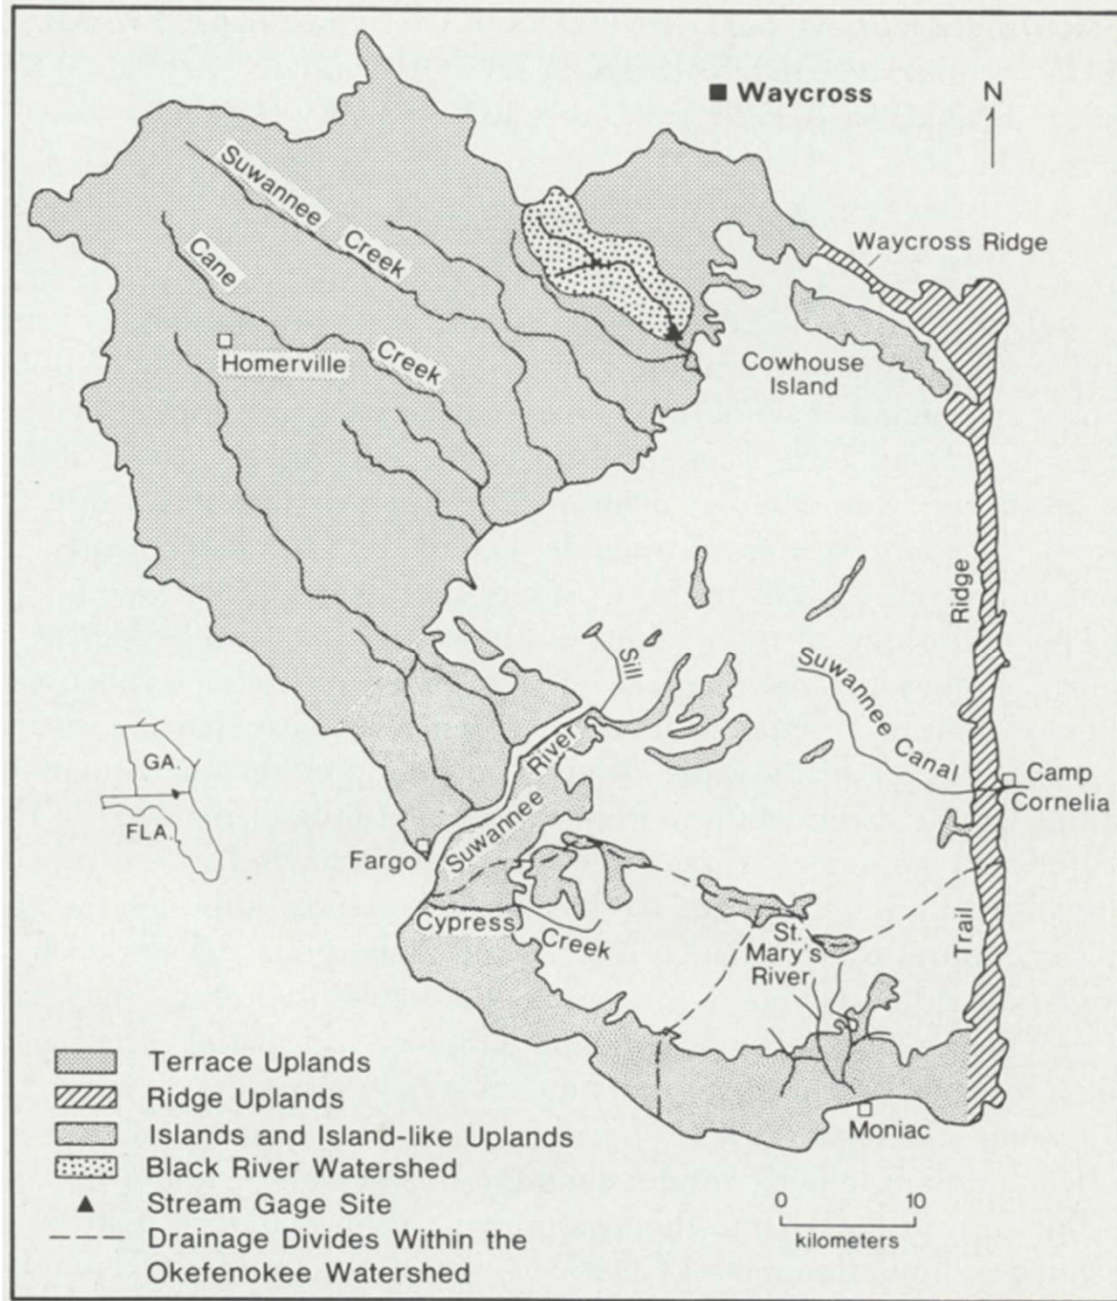 Waycross
N
Suwannee
Creek
Waycross Ridge
Cane
Creek
Homerville
Cowhouse
Island
Ridge
Sill
Suwannee Canal
River
Suwannee
GA.
FLA.
Camp
Cornelia
Fargo
Cypress
Creek
St.
Mary's
River
Trail
Moniac
Terrace Uplands
Ridge Uplands
Islands and Island-like Uplands
Black River Watershed
Stream Gage Site
Drainage Divides Within the
Okefenokee Watershed
0 10
kilometers